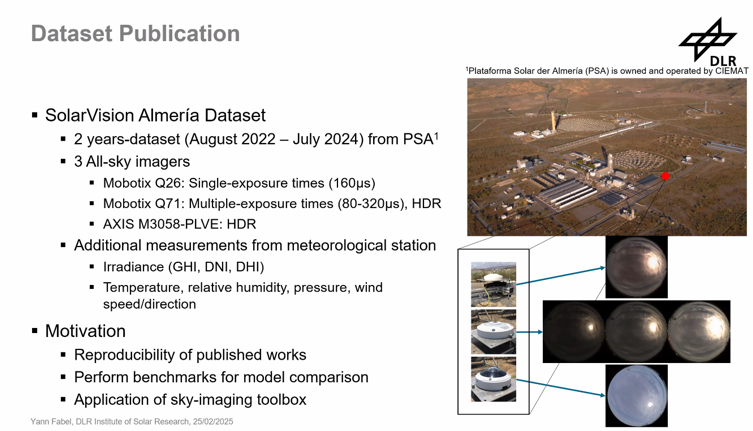 Dataset Publication
DLR
¹Plataforma Solar der Almería (PSA) is owned and operated by CIEMAT
▪ SolarVision Almería Dataset
▪ 2 years-dataset (August 2022 – July 2024) from PSA¹
▪ 3 All-sky imagers
▪ Mobotix Q26: Single-exposure times (160µs)
▪ Mobotix Q71: Multiple-exposure times (80-320µs), HDR
▪ AXIS M3058-PLVE: HDR
▪ Additional measurements from meteorological station
▪ Irradiance (GHI, DNI, DHI)
▪ Temperature, relative humidity, pressure, wind
speed/direction
▪ Motivation
▪ Reproducibility of published works
▪ Perform benchmarks for model comparison
▪ Application of sky-imaging toolbox
Yann Fabel, DLR Institute of Solar Research, 25/02/2025